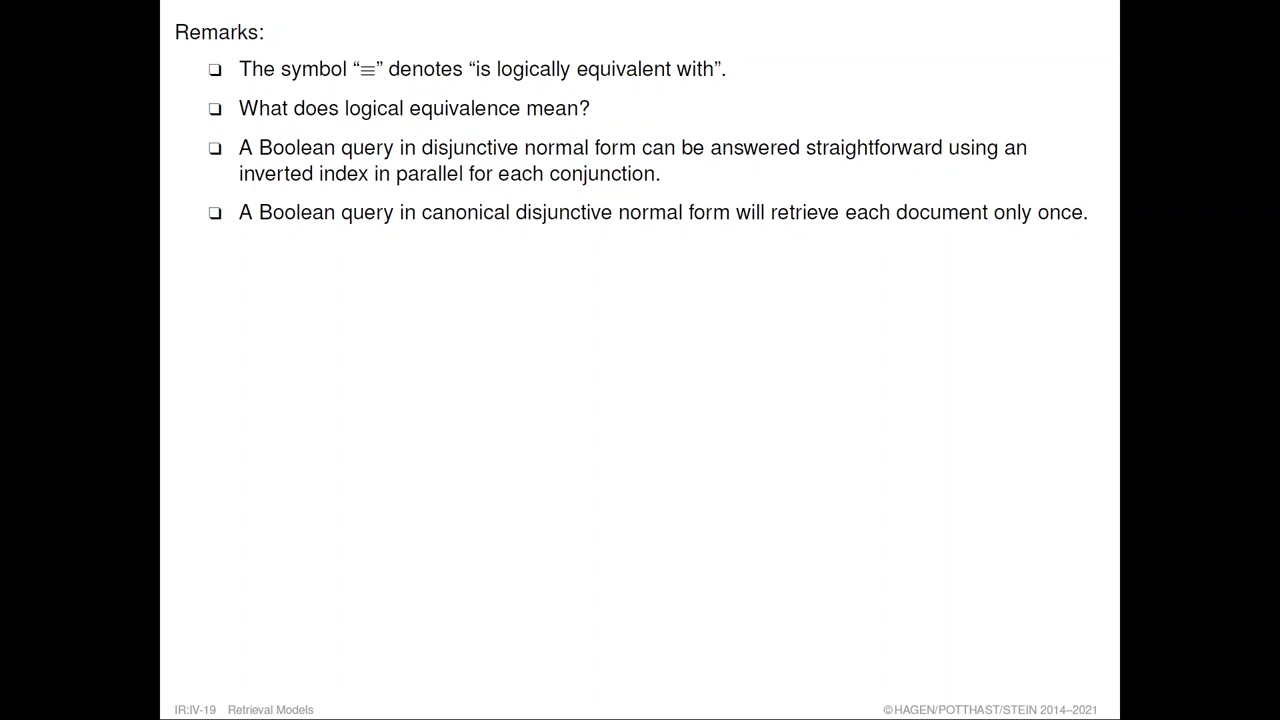 Remarks:
❑ The symbol “≡” denotes “is logically equivalent with”.
❑ What does logical equivalence mean?
❑ A Boolean query in disjunctive normal form can be answered straightforward using an
inverted index in parallel for each conjunction.
❑ A Boolean query in canonical disjunctive normal form will retrieve each document only once.
IR:IV-19 Retrieval Models
©HAGEN/POTTHAST/STEIN 2014–2021